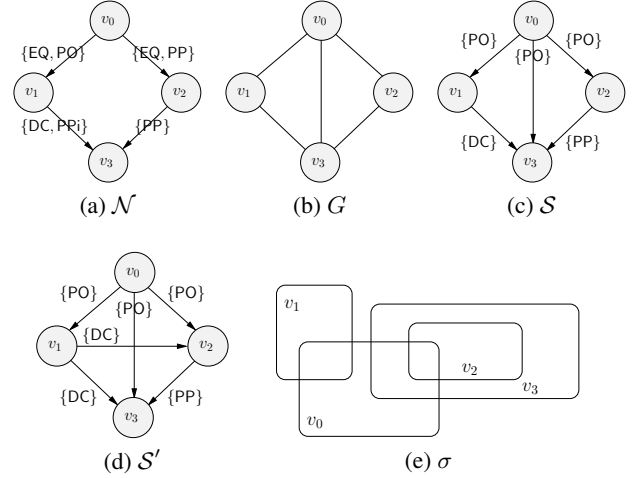 v₀
{EQ, PO} {EQ, PP}
v₁ v₂
{DC, PPi} {PP}
v₃
(a) 𝒩
v₀
v₁ v₂
v₃
(b) G
v₀
{PO} {PO} {PO}
v₁ v₂
{DC} {PP}
v₃
(c) 𝒮
v₀
{PO} {PO} {PO}
v₁ {DC} v₂
{DC} {PP}
v₃
(d) 𝒮′
v₁
v₂
v₃
v₀
(e) σ